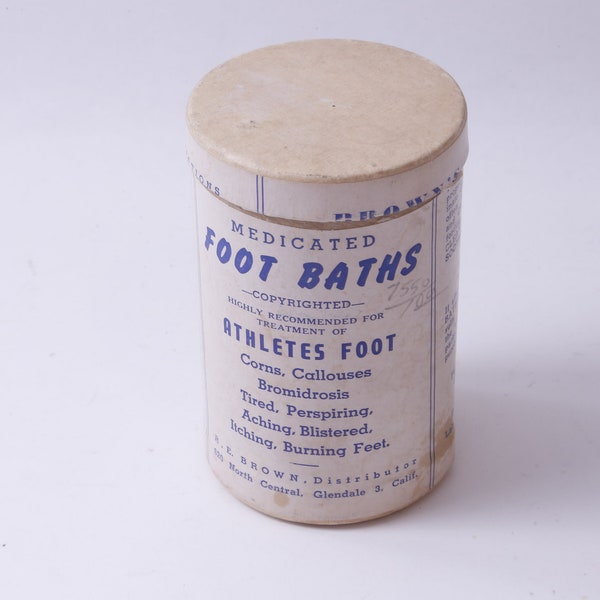 BROWN'S
MEDICATED
FOOT BATHS
—COPYRIGHTED—
HIGHLY RECOMMENDED FOR
TREATMENT OF
ATHLETES FOOT
Corns, Callouses
Bromidrosis
Tired, Perspiring,
Aching, Blistered,
Itching, Burning Feet.
E. BROWN, Distributor
North Central, Glendale 3, Calif.